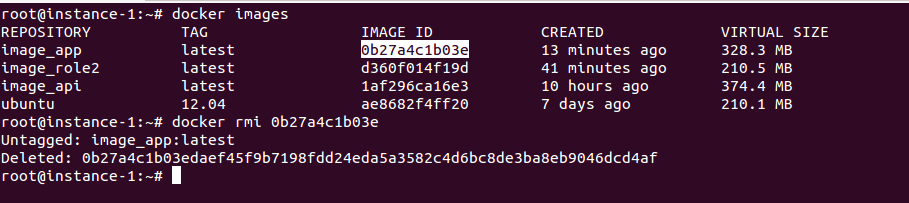 root@instance-1:~# docker images
REPOSITORY TAG IMAGE ID CREATED VIRTUAL SIZE
image_app latest 0b27a4c1b03e 13 minutes ago 328.3 MB
image_role2 latest d360f014f19d 41 minutes ago 210.5 MB
image_api latest 1af296ca16e3 10 hours ago 374.4 MB
ubuntu 12.04 ae8682f4ff20 7 days ago 210.1 MB
root@instance-1:~# docker rmi 0b27a4c1b03e
Untagged: image_app:latest
Deleted: 0b27a4c1b03edaef45f9b7198fdd24eda5a3582c4d6bc8de3ba8eb9046dcd4af
root@instance-1:~#